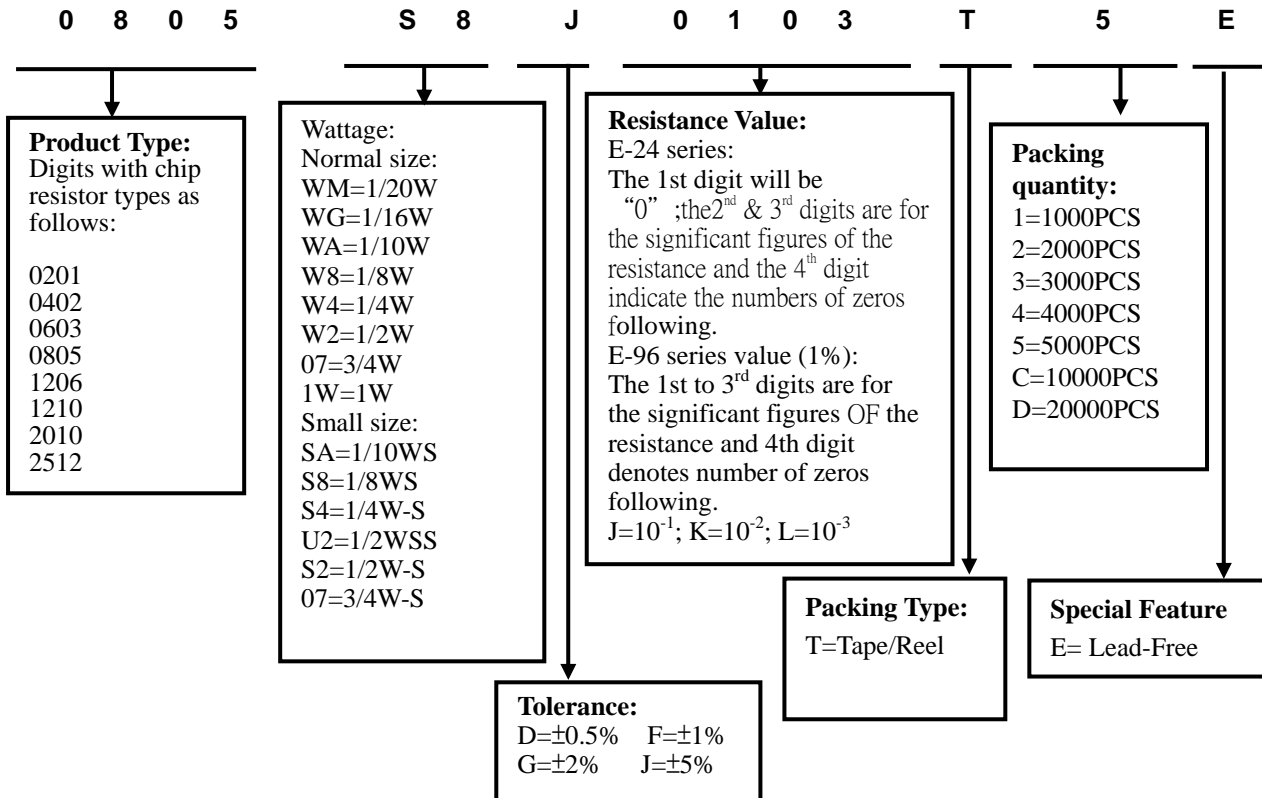 0 8 0 5 S 8 J 0 1 0 3 T 5 E
Product Type:
Digits with chip
resistor types as
follows:
0201
0402
0603
0805
1206
1210
2010
2512
Wattage:
Normal size:
WM=1/20W
WG=1/16W
WA=1/10W
W8=1/8W
W4=1/4W
W2=1/2W
07=3/4W
1W=1W
Small size:
SA=1/10WS
S8=1/8WS
S4=1/4W-S
U2=1/2WSS
S2=1/2W-S
07=3/4W-S
Tolerance:
D=±0.5% F=±1%
G=±2% J=±5%
Resistance Value:
E-24 series:
The 1st digit will be
“0” ;the2nd & 3rd digits are for
the significant figures of the
resistance and the 4th digit
indicate the numbers of zeros
following.
E-96 series value (1%):
The 1st to 3rd digits are for
the significant figures OF the
resistance and 4th digit
denotes number of zeros
following.
J=10-1; K=10-2; L=10-3
Packing Type:
T=Tape/Reel
Packing
quantity:
1=1000PCS
2=2000PCS
3=3000PCS
4=4000PCS
5=5000PCS
C=10000PCS
D=20000PCS
Special Feature
E= Lead-Free